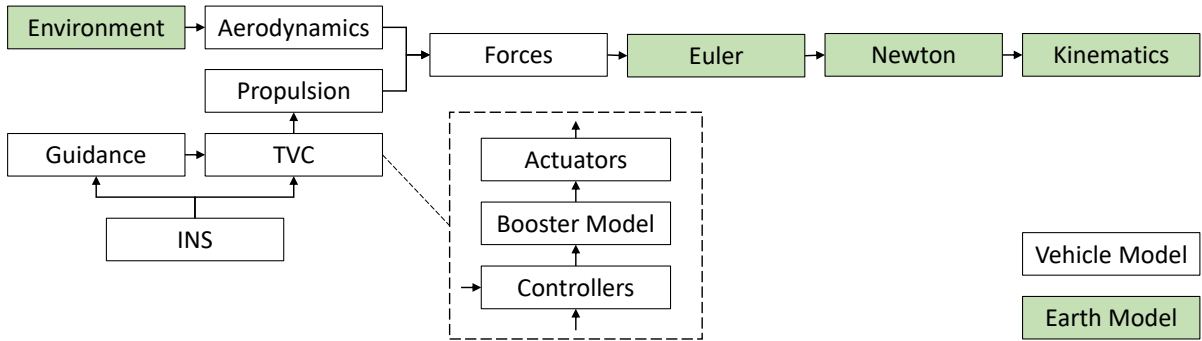 Environment
Aerodynamics
Forces
Euler
Newton
Kinematics
Propulsion
Guidance
TVC
INS
Actuators
Booster Model
Controllers
Vehicle Model
Earth Model